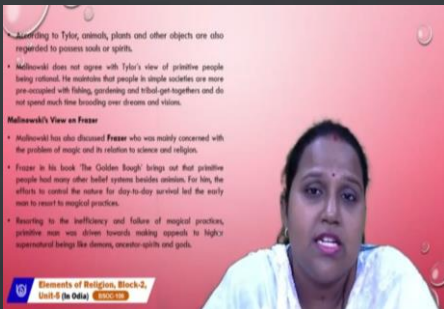 • According to Tylor, animals, plants and other objects are also
regarded to possess souls or spirits.
• Malinowski does not agree with Tylor's view of primitive people
being rational. He maintains that people in simple societies are more
pre-occupied with fishing, gardening and tribal-get-togethers and do
not spend much time brooding over dreams and visions.
Malinowski's View on Frazer
• Malinowski has also discussed Frazer who was mainly concerned with
the problem of magic and its relation to science and religion.
• Frazer in his book 'The Golden Bough' brings out that primitive
people had many other belief systems besides animism. For him, the
efforts to control the nature for day-to-day survival led the early
man to resort to magical practices.
• Resorting to the inefficiency and failure of magical practices,
primitive man was driven towards making appeals to higher
supernatural beings like demons, ancestor-spirits and gods.
Elements of Religion, Block-2,
Unit-6 (In Odia)